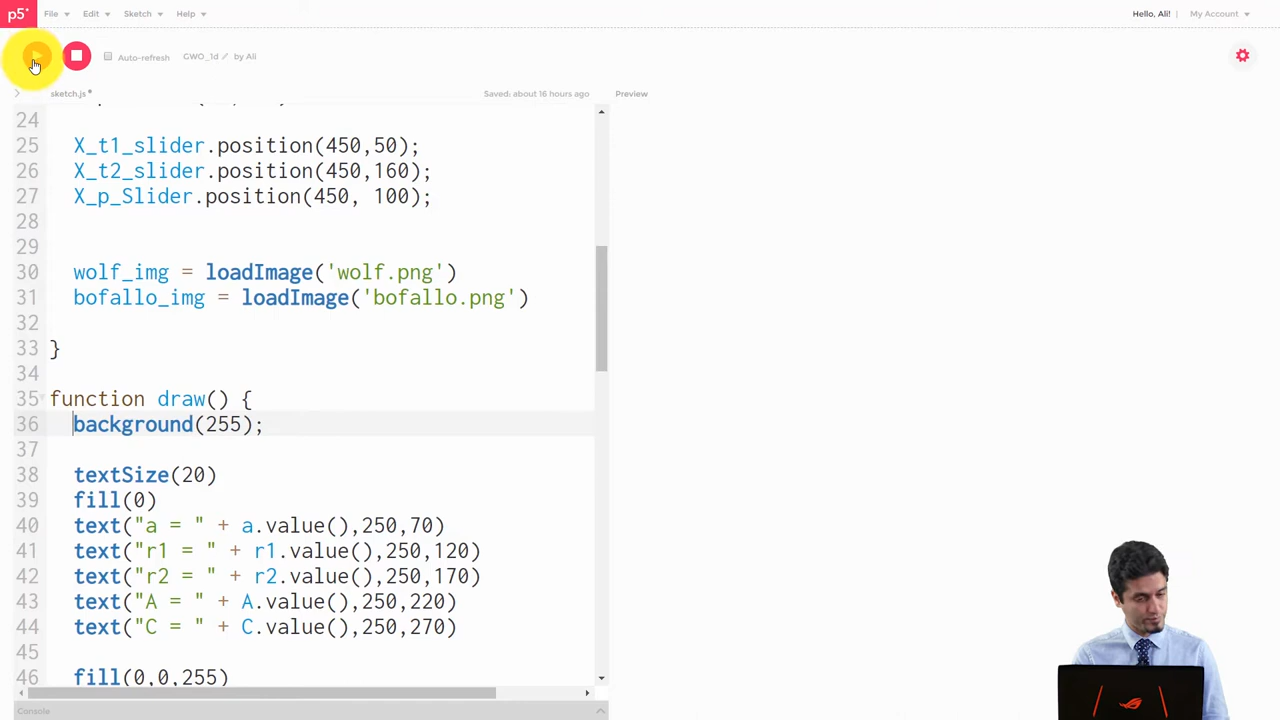 p5* File Edit Sketch Help Hello, Ali! My Account
Auto-refresh GWO_1d by Ali
sketch.js Saved: about 16 hours ago Preview
24
25 X_t1_slider.position(450,50);
26 X_t2_slider.position(450,160);
27 X_p_Slider.position(450, 100);
28
29
30 wolf_img = loadImage('wolf.png')
31 bofallo_img = loadImage('bofallo.png')
32
33 }
34
35 function draw() {
36 background(255);
37
38 textSize(20)
39 fill(0)
40 text("a = " + a.value(),250,70)
41 text("r1 = " + r1.value(),250,120)
42 text("r2 = " + r2.value(),250,170)
43 text("A = " + A.value(),250,220)
44 text("C = " + C.value(),250,270)
45
46 fill(0,0,255)
Console